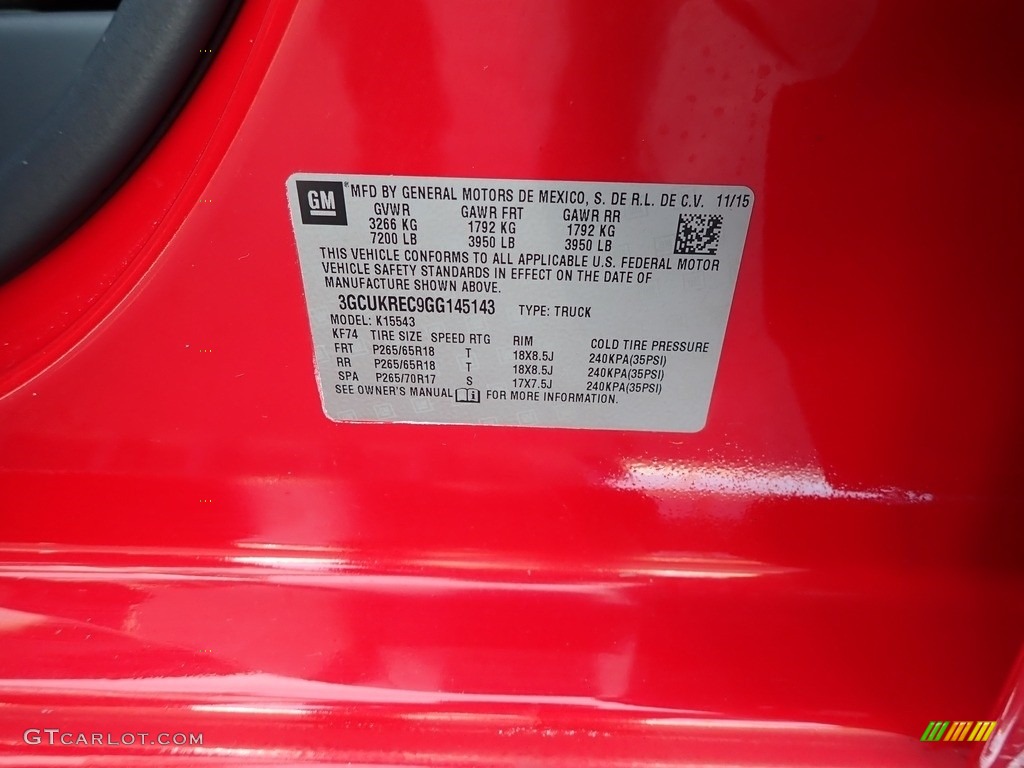 GM ® MFD BY GENERAL MOTORS DE MEXICO, S. DE R.L. DE C.V. 11/15
GVWR GAWR FRT GAWR RR
3266 KG 1792 KG 1792 KG
7200 LB 3950 LB 3950 LB
THIS VEHICLE CONFORMS TO ALL APPLICABLE U.S. FEDERAL MOTOR
VEHICLE SAFETY STANDARDS IN EFFECT ON THE DATE OF
MANUFACTURE SHOWN ABOVE.
3GCUKREC9GG145143 TYPE: TRUCK
MODEL: K15543
KF74 TIRE SIZE SPEED RTG RIM COLD TIRE PRESSURE
FRT P265/65R18 T 18X8.5J 240KPA(35PSI)
RR P265/65R18 T 18X8.5J 240KPA(35PSI)
SPA P265/70R17 S 17X7.5J 240KPA(35PSI)
SEE OWNER'S MANUAL FOR MORE INFORMATION.
GTCARLOT.COM